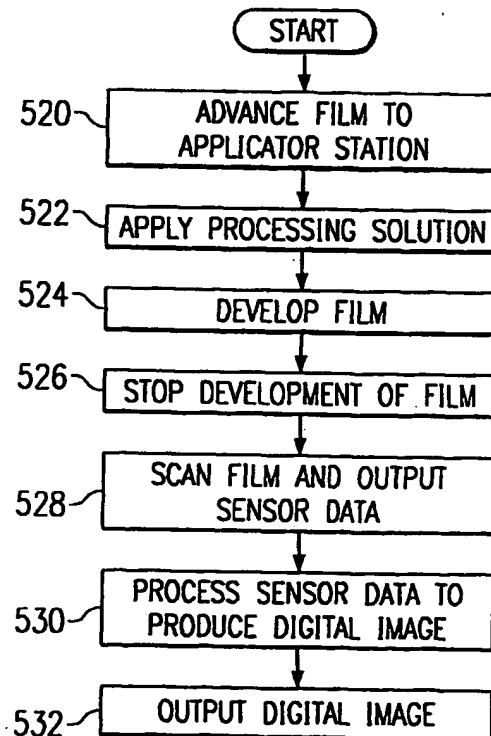 START
520
ADVANCE FILM TO
APPLICATOR STATION
522
APPLY PROCESSING SOLUTION
524
DEVELOP FILM
526
STOP DEVELOPMENT OF FILM
528
SCAN FILM AND OUTPUT
SENSOR DATA
530
PROCESS SENSOR DATA TO
PRODUCE DIGITAL IMAGE
532
OUTPUT DIGITAL IMAGE